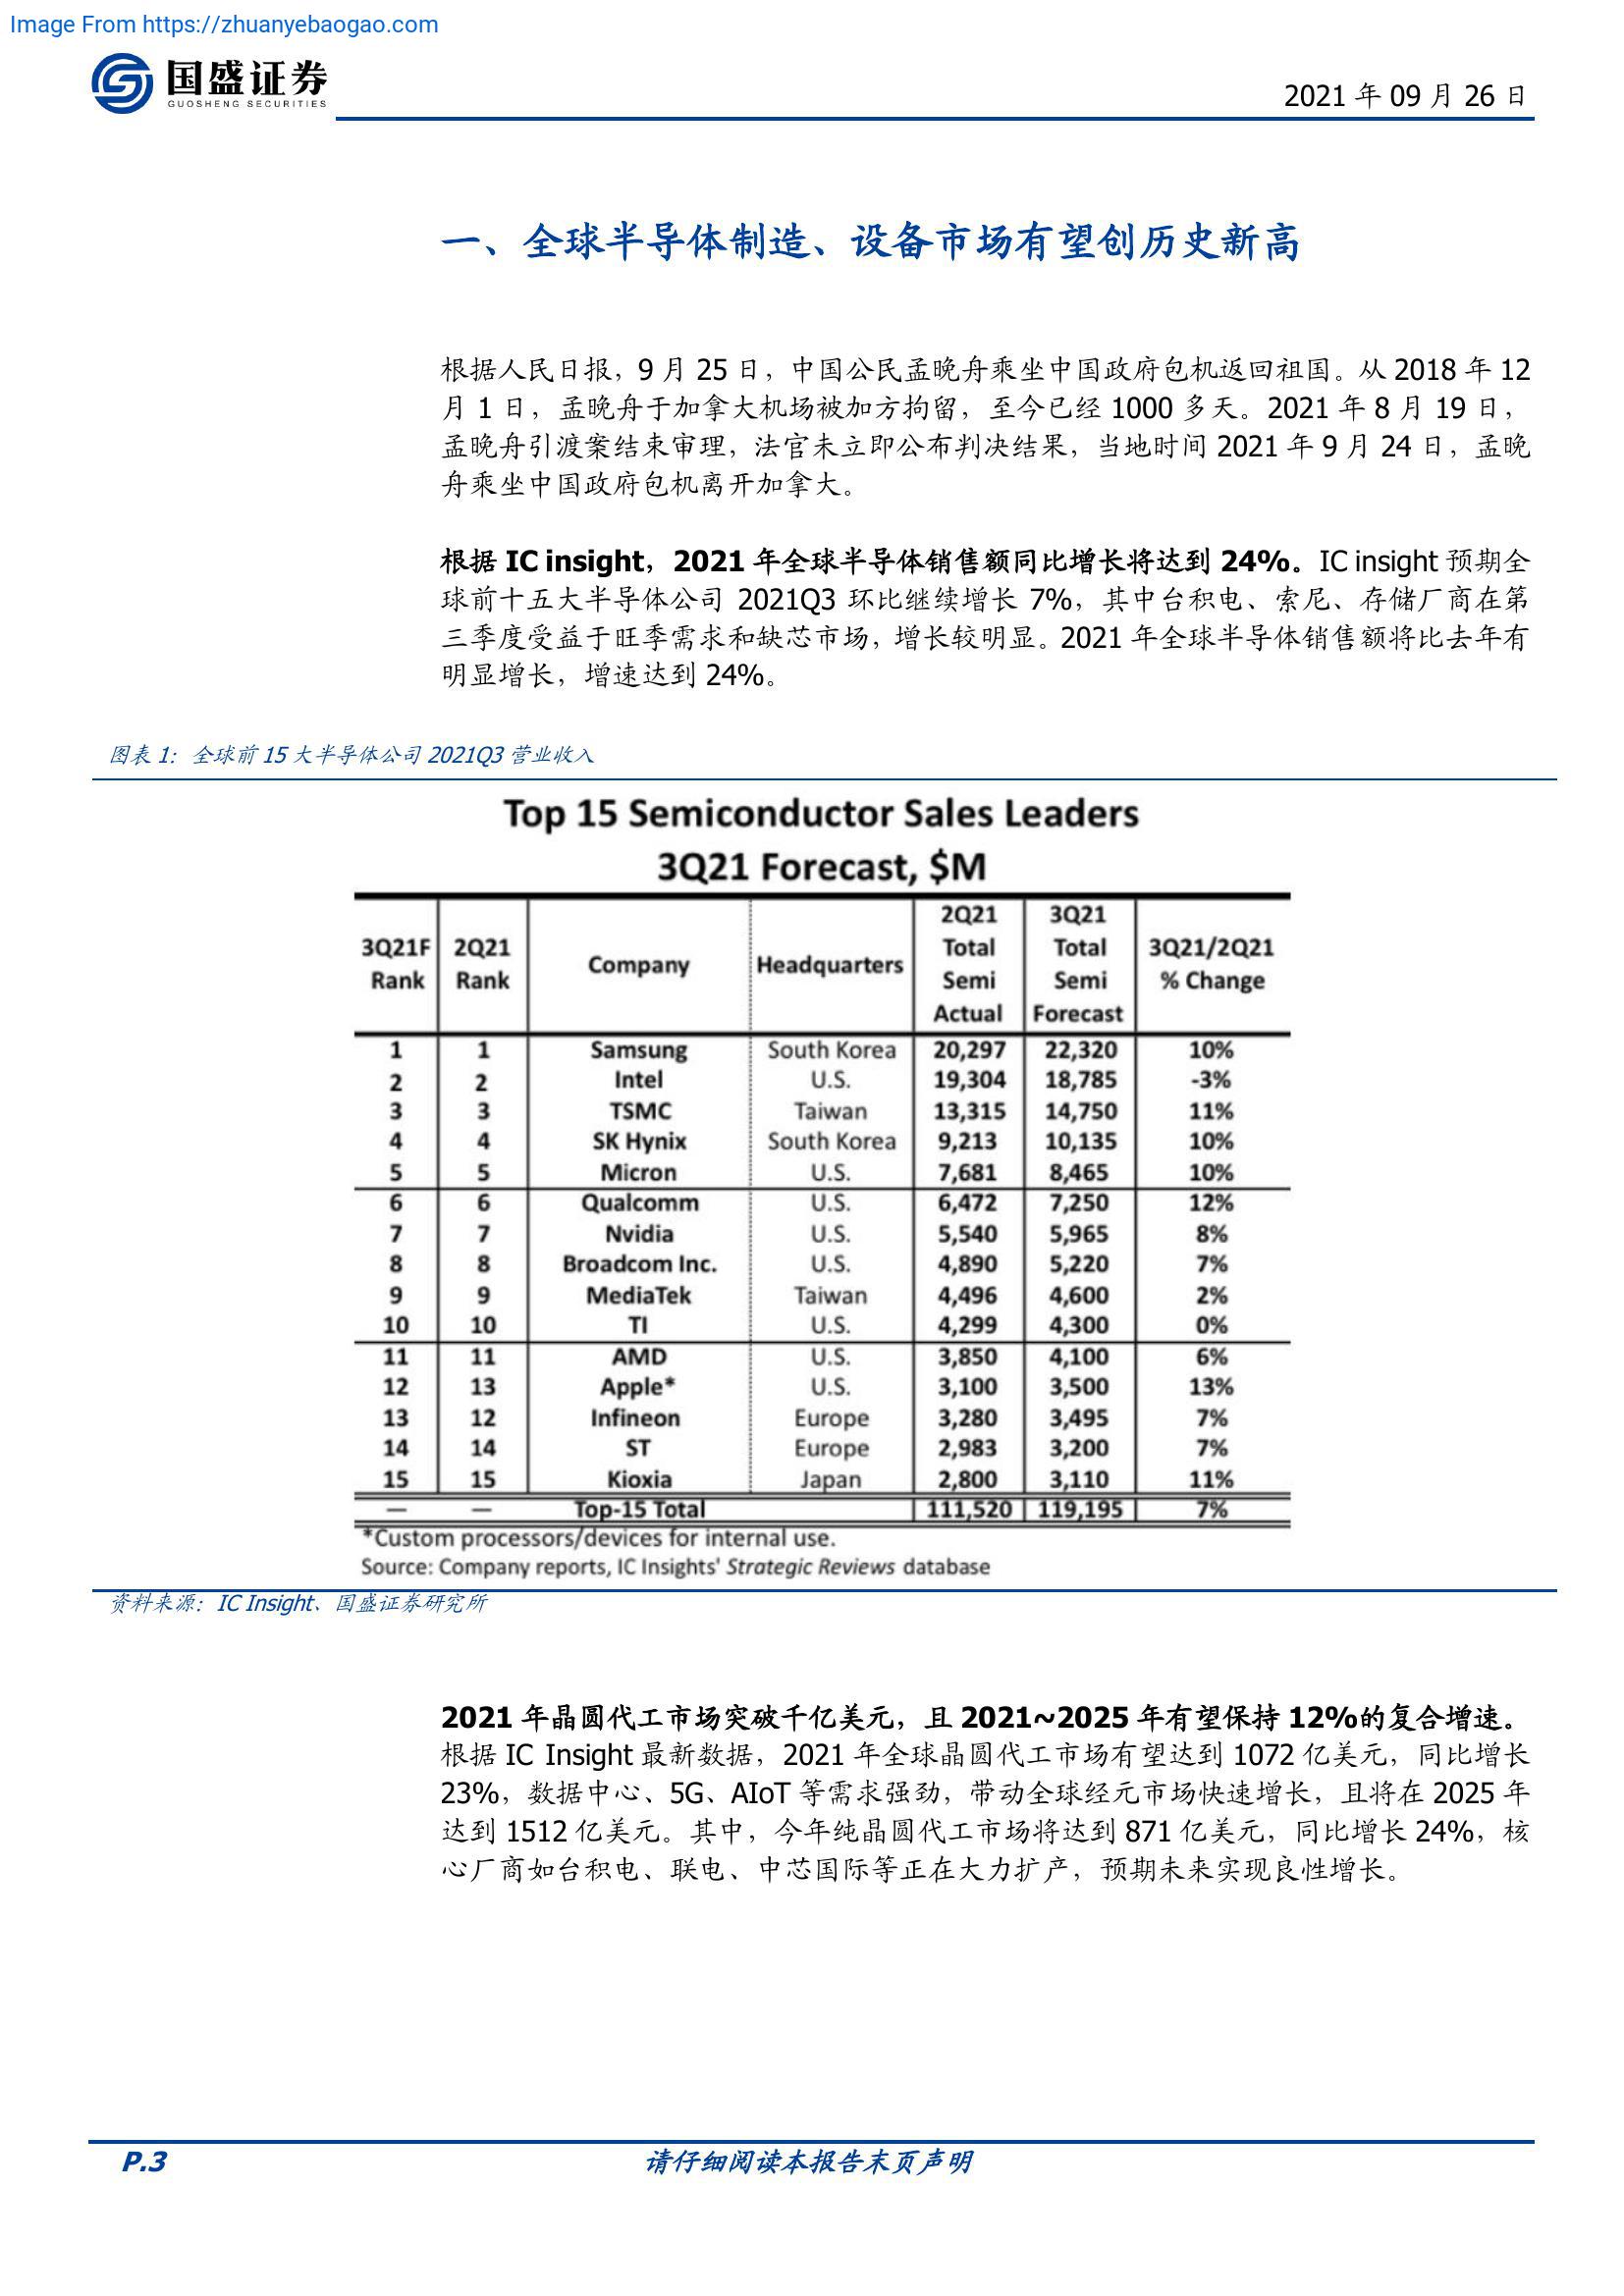 Image From https://zhuanyebaogao.com
国盛证券
GUOSHENG SECURITIES
2021 年 09 月 26 日
一、全球半导体制造、设备市场有望创历史新高
根据人民日报，9 月 25 日，中国公民孟晚舟乘坐中国政府包机返回祖国。从 2018 年 12
月 1 日，孟晚舟于加拿大机场被加方拘留，至今已经 1000 多天。2021 年 8 月 19 日，
孟晚舟引渡案结束审理，法官未立即公布判决结果，当地时间 2021 年 9 月 24 日，孟晚
舟乘坐中国政府包机离开加拿大。
根据 IC insight，2021 年全球半导体销售额同比增长将达到 24%。IC insight 预期全
球前十五大半导体公司 2021Q3 环比继续增长 7%，其中台积电、索尼、存储厂商在第
三季度受益于旺季需求和缺芯市场，增长较明显。2021 年全球半导体销售额将比去年有
明显增长，增速达到 24%。
图表 1：全球前 15 大半导体公司 2021Q3 营业收入
Top 15 Semiconductor Sales Leaders
3Q21 Forecast, $M
3Q21F Rank 2Q21 Rank Company Headquarters 2Q21 Total Semi Actual 3Q21 Total Semi Forecast 3Q21/2Q21 % Change
1 1 Samsung South Korea 20,297 22,320 10%
2 2 Intel U.S. 19,304 18,785 -3%
3 3 TSMC Taiwan 13,315 14,750 11%
4 4 SK Hynix South Korea 9,213 10,135 10%
5 5 Micron U.S. 7,681 8,465 10%
6 6 Qualcomm U.S. 6,472 7,250 12%
7 7 Nvidia U.S. 5,540 5,965 8%
8 8 Broadcom Inc. U.S. 4,890 5,220 7%
9 9 MediaTek Taiwan 4,496 4,600 2%
10 10 TI U.S. 4,299 4,300 0%
11 11 AMD U.S. 3,850 4,100 6%
12 13 Apple* U.S. 3,100 3,500 13%
13 12 Infineon Europe 3,280 3,495 7%
14 14 ST Europe 2,983 3,200 7%
15 15 Kioxia Japan 2,800 3,110 11%
— — Top-15 Total 111,520 119,195 7%
*Custom processors/devices for internal use.
Source: Company reports, IC Insights' Strategic Reviews database
资料来源：IC Insight、国盛证券研究所
2021 年晶圆代工市场突破千亿美元，且 2021~2025 年有望保持 12%的复合增速。
根据 IC Insight 最新数据，2021 年全球晶圆代工市场有望达到 1072 亿美元，同比增长
23%，数据中心、5G、AIoT 等需求强劲，带动全球经元市场快速增长，且将在 2025 年
达到 1512 亿美元。其中，今年纯晶圆代工市场将达到 871 亿美元，同比增长 24%，核
心厂商如台积电、联电、中芯国际等正在大力扩产，预期未来实现良性增长。
P.3
请仔细阅读本报告末页声明